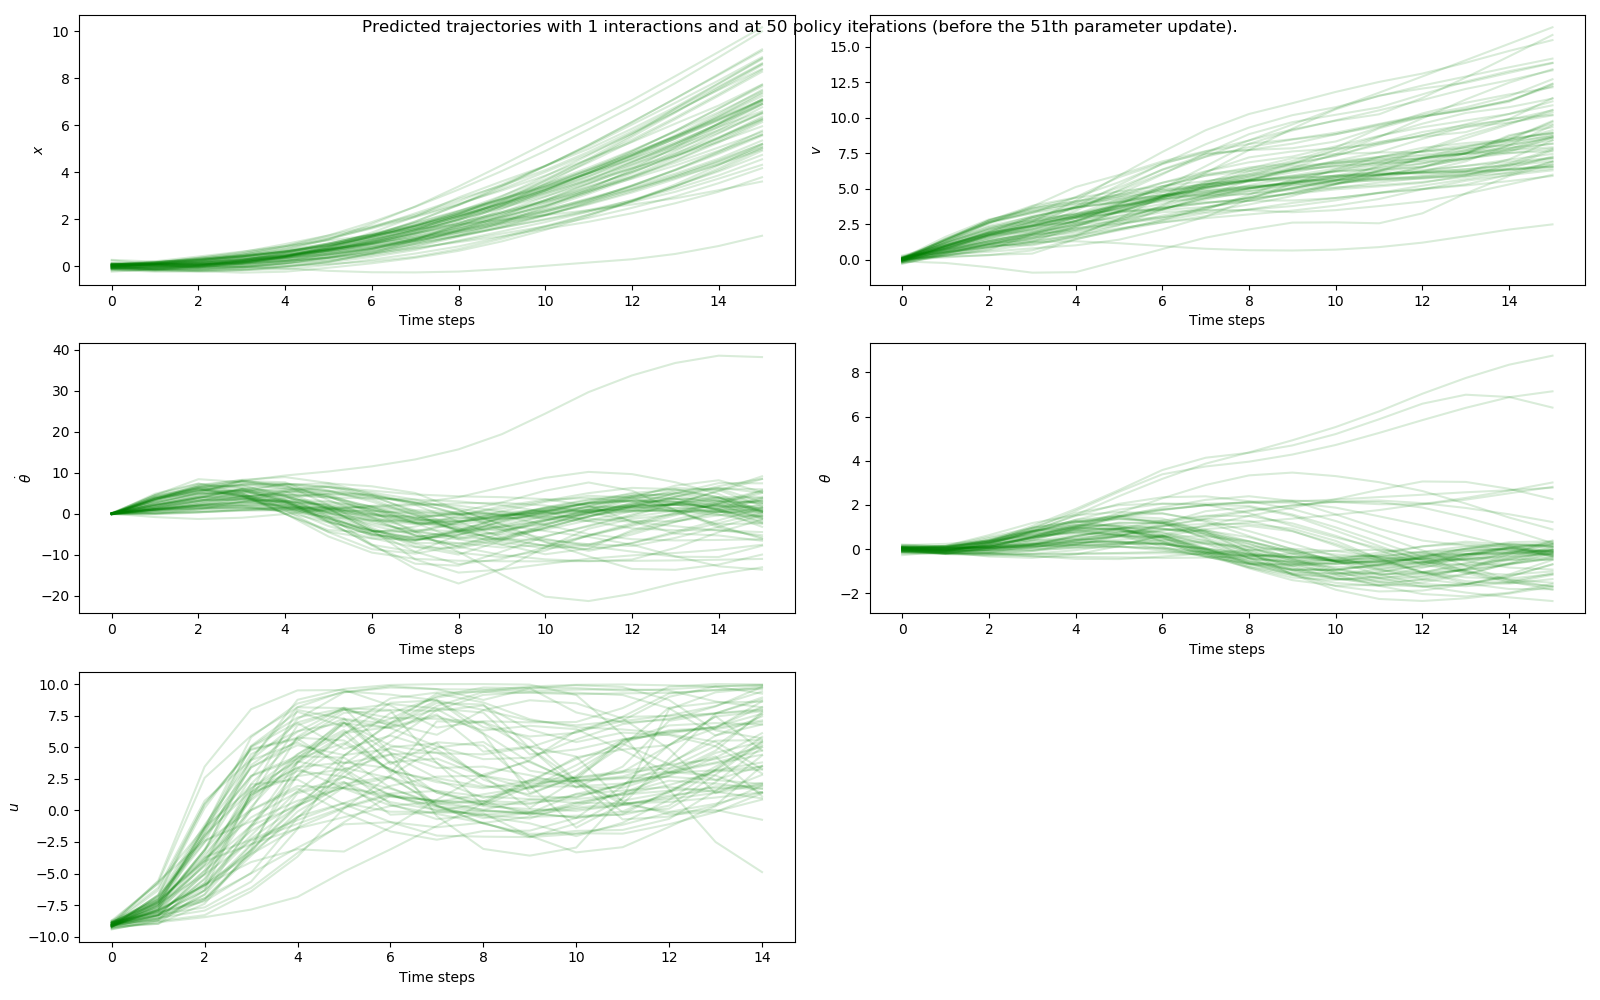 Predicted trajectories with 1 interactions and at 50 policy iterations (before the 51th parameter update).
x
10
8
6
4
2
0
0 2 4 6 8 10 12 14
Time steps
v
15.0
12.5
10.0
7.5
5.0
2.5
0.0
0 2 4 6 8 10 12 14
Time steps
θ̇
40
30
20
10
0
−10
−20
0 2 4 6 8 10 12 14
Time steps
θ
8
6
4
2
0
−2
0 2 4 6 8 10 12 14
Time steps
u
10.0
7.5
5.0
2.5
0.0
−2.5
−5.0
−7.5
−10.0
0 2 4 6 8 10 12 14
Time steps